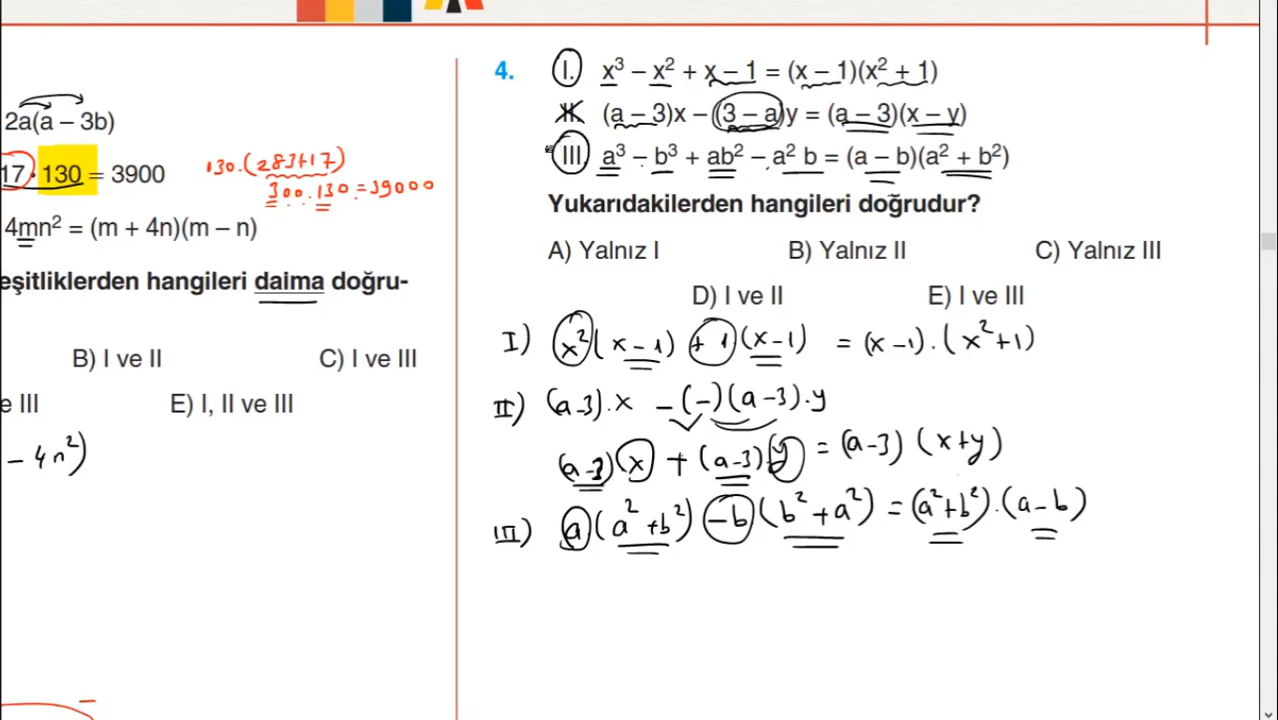 2a(a – 3b)
17 · 130 = 3900
130.(283+17)
300.130=39000
4mn² = (m + 4n)(m – n)
eşitliklerden hangileri daima doğru-
B) I ve II
C) I ve III
e III
E) I, II ve III
– 4n²)
4. I. x³ – x² + x – 1 = (x – 1)(x² + 1)
(a – 3)x – (3 – a)y = (a – 3)(x – y)
III. a³ – b³ + ab² – a² b = (a – b)(a² + b²)
Yukarıdakilerden hangileri doğrudur?
A) Yalnız I
B) Yalnız II
C) Yalnız III
D) I ve II
E) I ve III
I) x²(x–1) +1(x–1) = (x–1).(x²+1)
II) (a-3).x –(–)(a–3).y
(a-3)(x) + (a-3)(y) = (a-3)(x+y)
III) a(a²+b²) –b(b²+a²) = (a²+b²).(a–b)